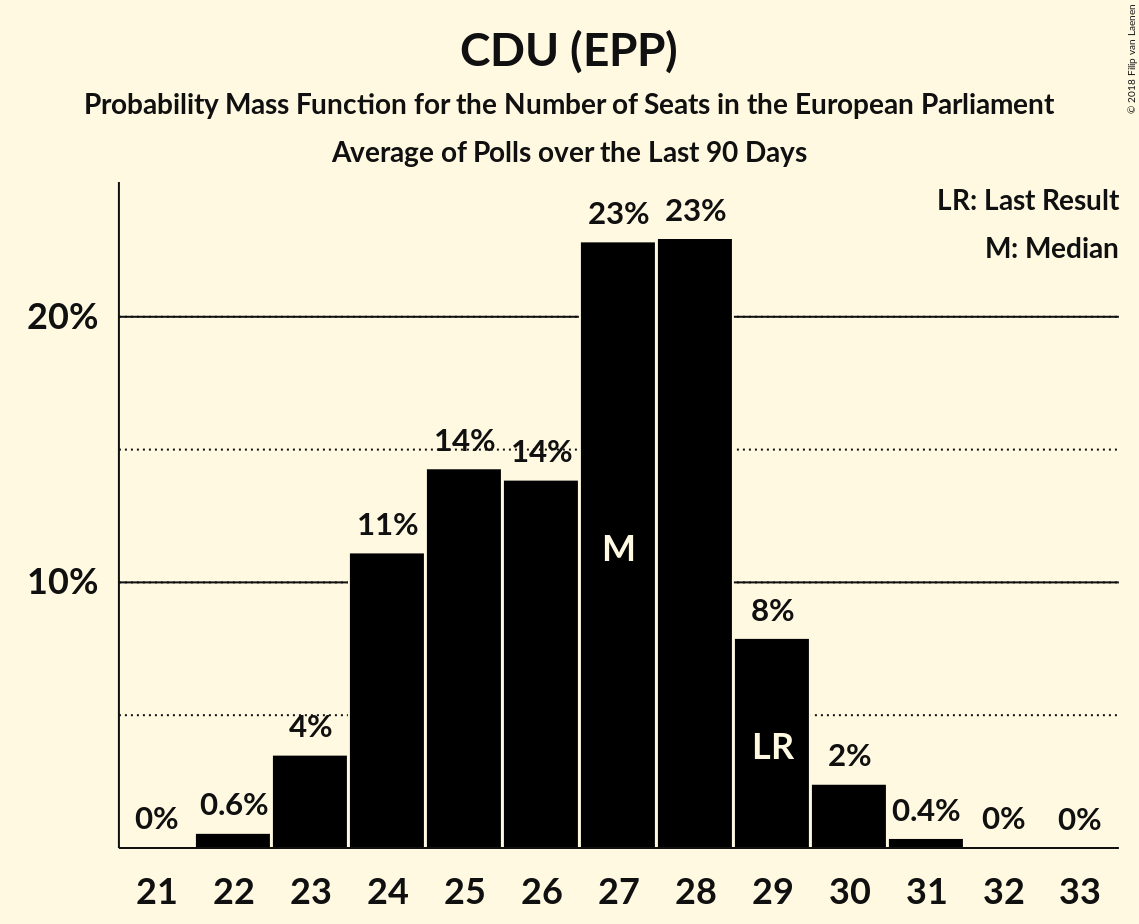 CDU (EPP)
Probability Mass Function for the Number of Seats in the European Parliament
Average of Polls over the Last 90 Days
© 2018 Filip van Laenen
LR: Last Result
M: Median
20%
10%
0%
0.6%
4%
11%
14%
14%
23%
23%
8%
2%
0.4%
0%
0%
M
LR
21 22 23 24 25 26 27 28 29 30 31 32 33